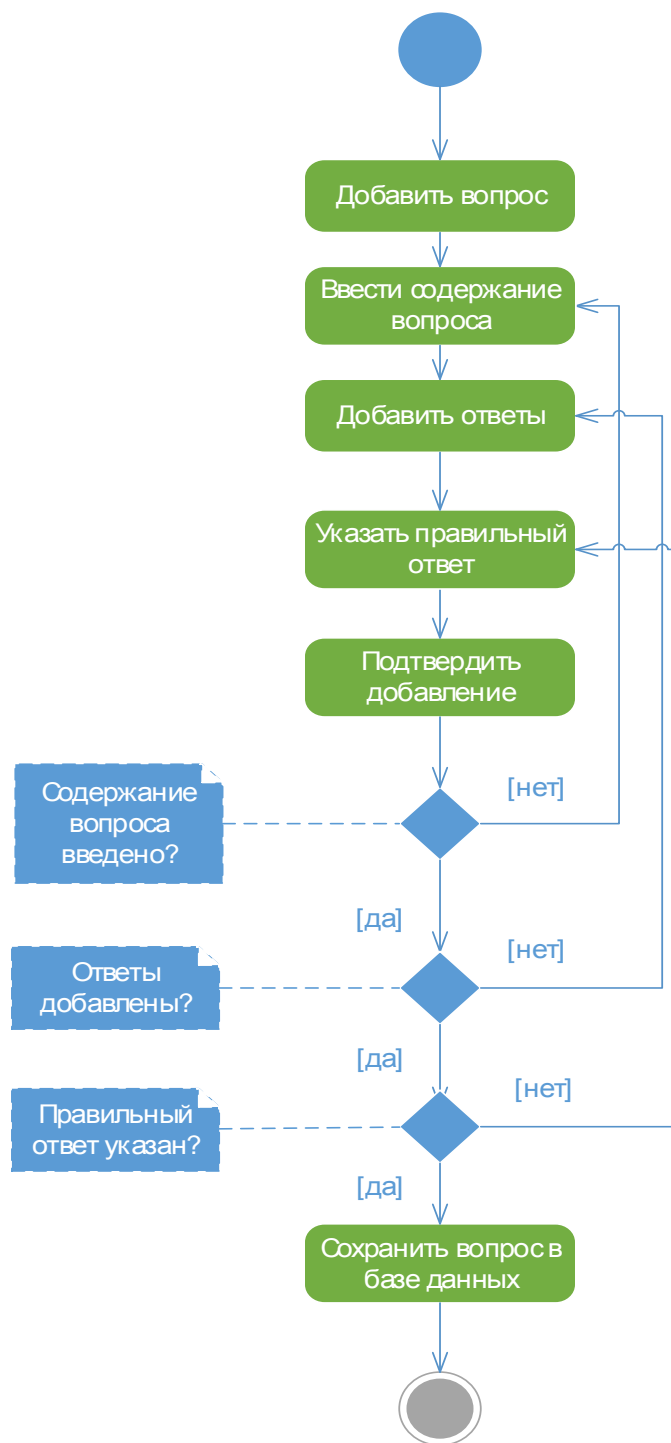 Добавить вопрос
Ввести содержание
вопроса
Добавить ответы
Указать правильный
ответ
Подтвердить
добавление
Содержание
вопроса
введено?
[нет]
[да]
Ответы
добавлены?
[нет]
[да]
Правильный
ответ указан?
[нет]
[да]
Сохранить вопрос в
базе данных